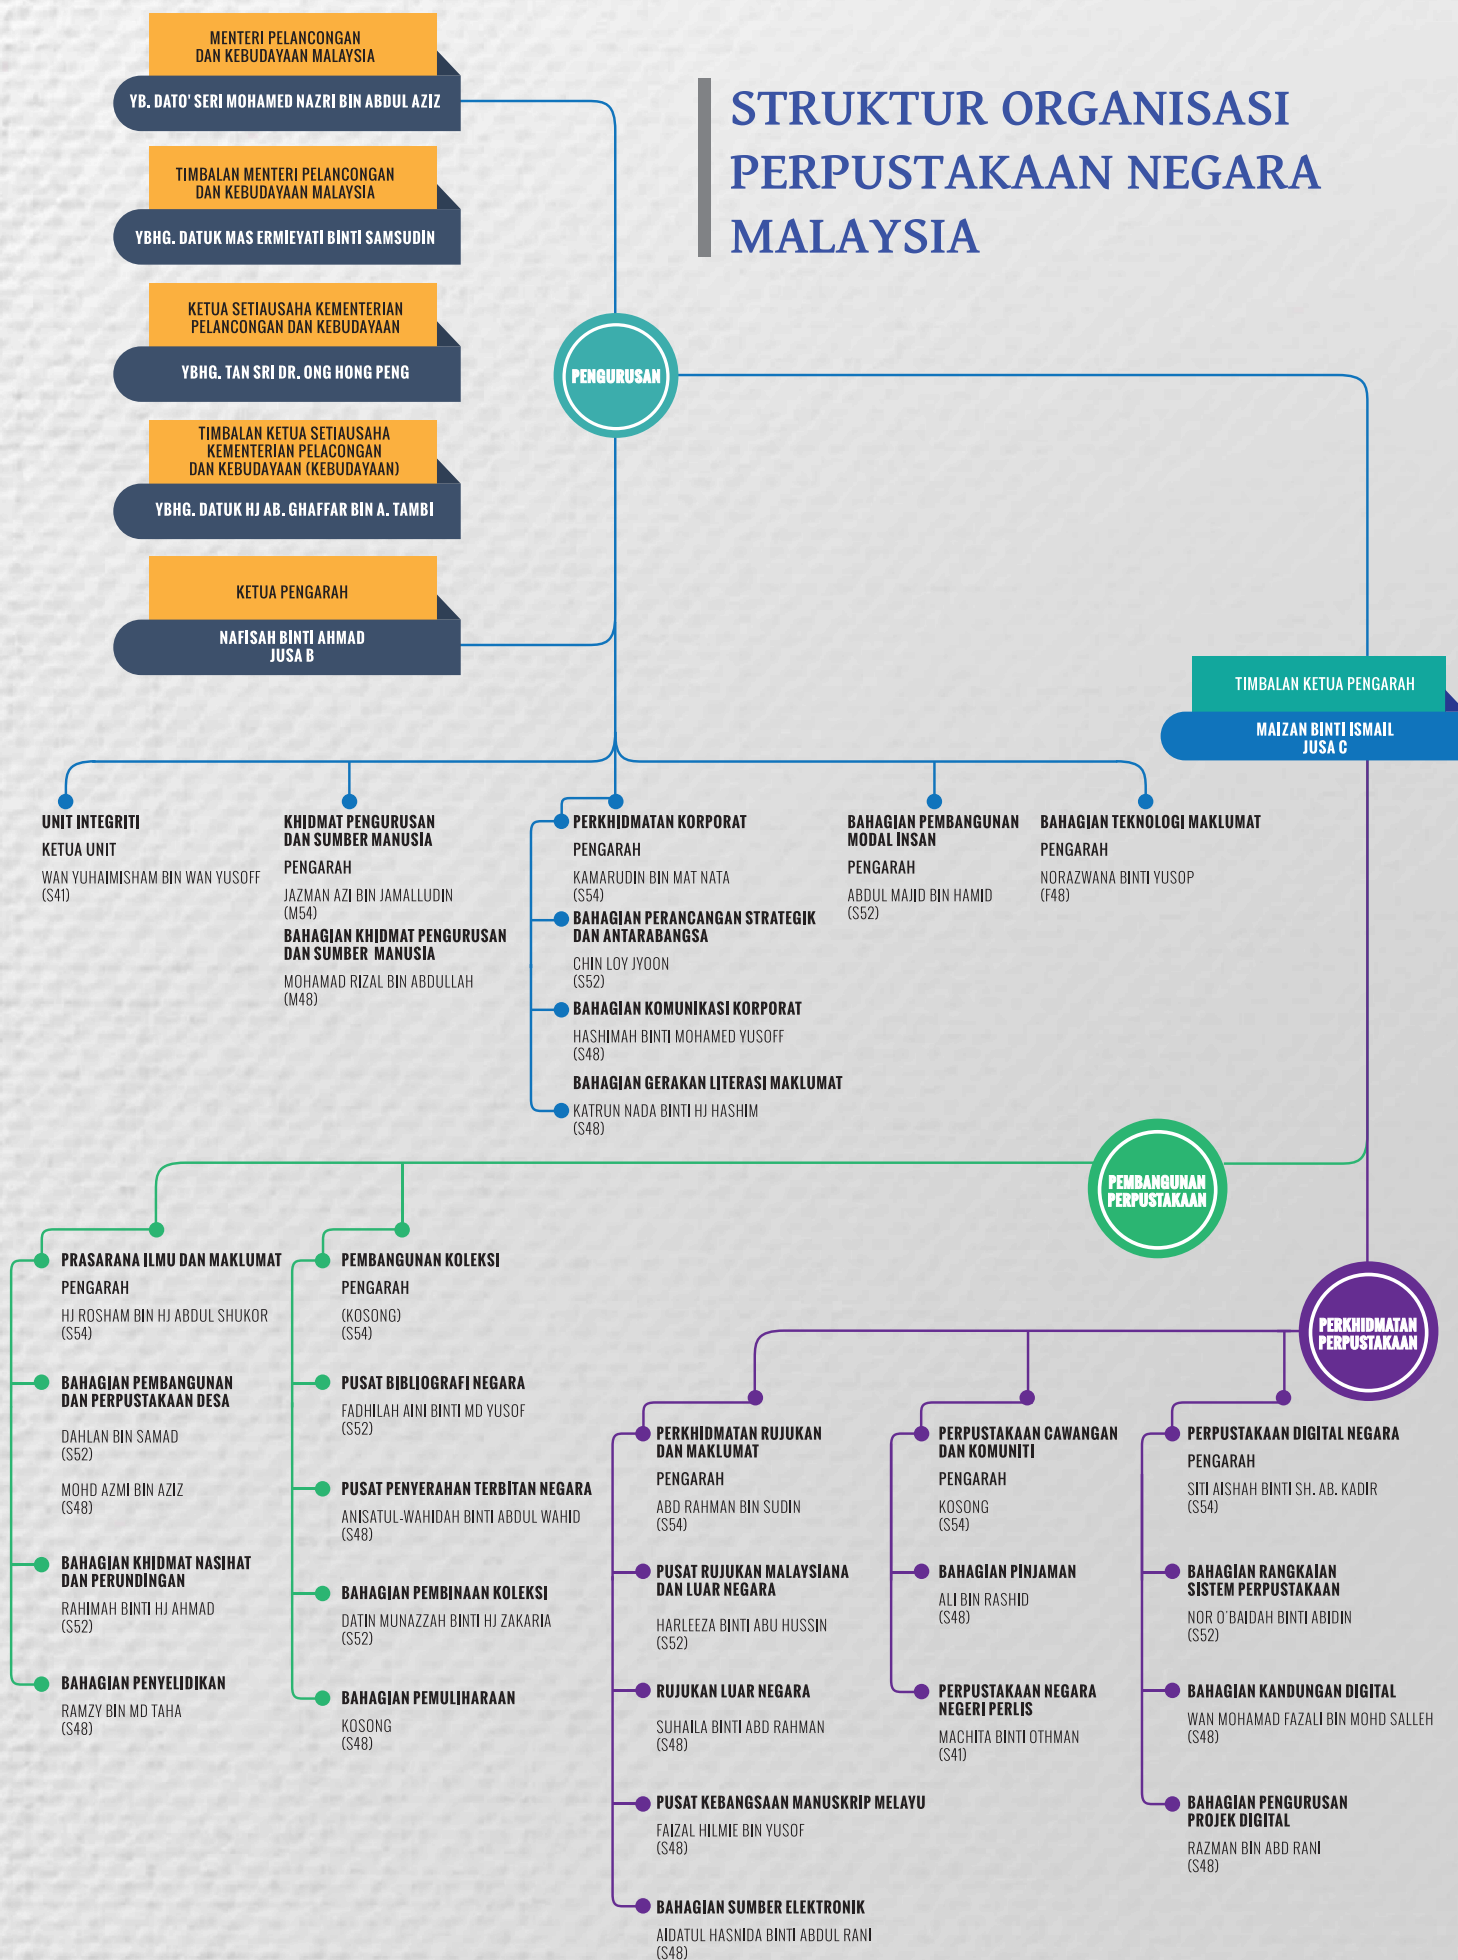 MENTERI PELANCONGAN
DAN KEBUDAYAAN MALAYSIA
YB. DATO' SERI MOHAMED NAZRI BIN ABDUL AZIZ
TIMBALAN MENTERI PELANCONGAN
DAN KEBUDAYAAN MALAYSIA
YBHG. DATUK MAS ERMIEYATI BINTI SAMSUDIN
KETUA SETIAUSAHA KEMENTERIAN
PELANCONGAN DAN KEBUDAYAAN
YBHG. TAN SRI DR. ONG HONG PENG
TIMBALAN KETUA SETIAUSAHA
KEMENTERIAN PELACONGAN
DAN KEBUDAYAAN (KEBUDAYAAN)
YBHG. DATUK HJ AB. GHAFFAR BIN A. TAMBI
KETUA PENGARAH
NAFISAH BINTI AHMAD
JUSA B
STRUKTUR ORGANISASI
PERPUSTAKAAN NEGARA
MALAYSIA
PENGURUSAN
TIMBALAN KETUA PENGARAH
MAIZAN BINTI ISMAIL
JUSA C
UNIT INTEGRITI
KETUA UNIT
WAN YUHAIMISHAM BIN WAN YUSOFF
(S41)
KHIDMAT PENGURUSAN
DAN SUMBER MANUSIA
PENGARAH
JAZMAN AZI BIN JAMALLUDIN
(M54)
BAHAGIAN KHIDMAT PENGURUSAN
DAN SUMBER MANUSIA
MOHAMAD RIZAL BIN ABDULLAH
(M48)
PERKHIDMATAN KORPORAT
PENGARAH
KAMARUDIN BIN MAT NATA
(S54)
BAHAGIAN PERANCANGAN STRATEGIK
DAN ANTARABANGSA
CHIN LOY JYOON
(S52)
BAHAGIAN KOMUNIKASI KORPORAT
HASHIMAH BINTI MOHAMED YUSOFF
(S48)
BAHAGIAN GERAKAN LITERASI MAKLUMAT
KATRUN NADA BINTI HJ HASHIM
(S48)
BAHAGIAN PEMBANGUNAN
MODAL INSAN
PENGARAH
ABDUL MAJID BIN HAMID
(S52)
BAHAGIAN TEKNOLOGI MAKLUMAT
PENGARAH
NORAZWANA BINTI YUSOP
(F48)
PEMBANGUNAN
PERPUSTAKAAN
PRASARANA ILMU DAN MAKLUMAT
PENGARAH
HJ ROSHAM BIN HJ ABDUL SHUKOR
(S54)
BAHAGIAN PEMBANGUNAN
DAN PERPUSTAKAAN DESA
DAHLAN BIN SAMAD
(S52)
MOHD AZMI BIN AZIZ
(S48)
BAHAGIAN KHIDMAT NASIHAT
DAN PERUNDINGAN
RAHIMAH BINTI HJ AHMAD
(S52)
BAHAGIAN PENYELIDIKAN
RAMZY BIN MD TAHA
(S48)
PEMBANGUNAN KOLEKSI
PENGARAH
(KOSONG)
(S54)
PUSAT BIBLIOGRAFI NEGARA
FADHILAH AINI BINTI MD YUSOF
(S52)
PUSAT PENYERAHAN TERBITAN NEGARA
ANISATUL-WAHIDAH BINTI ABDUL WAHID
(S48)
BAHAGIAN PEMBINAAN KOLEKSI
DATIN MUNAZZAH BINTI HJ ZAKARIA
(S52)
BAHAGIAN PEMULIHARAAN
KOSONG
(S48)
PERKHIDMATAN
PERPUSTAKAAN
PERKHIDMATAN RUJUKAN
DAN MAKLUMAT
PENGARAH
ABD RAHMAN BIN SUDIN
(S54)
PUSAT RUJUKAN MALAYSIANA
DAN LUAR NEGARA
HARLEEZA BINTI ABU HUSSIN
(S52)
RUJUKAN LUAR NEGARA
SUHAILA BINTI ABD RAHMAN
(S48)
PUSAT KEBANGSAAN MANUSKRIP MELAYU
FAIZAL HILMIE BIN YUSOF
(S48)
BAHAGIAN SUMBER ELEKTRONIK
AIDATUL HASNIDA BINTI ABDUL RANI
(S48)
PERPUSTAKAAN CAWANGAN
DAN KOMUNITI
PENGARAH
KOSONG
(S54)
BAHAGIAN PINJAMAN
ALI BIN RASHID
(S48)
PERPUSTAKAAN NEGARA
NEGERI PERLIS
MACHITA BINTI OTHMAN
(S41)
PERPUSTAKAAN DIGITAL NEGARA
PENGARAH
SITI AISHAH BINTI SH. AB. KADIR
(S54)
BAHAGIAN RANGKAIAN
SISTEM PERPUSTAKAAN
NOR O'BAIDAH BINTI ABIDIN
(S52)
BAHAGIAN KANDUNGAN DIGITAL
WAN MOHAMAD FAZALI BIN MOHD SALLEH
(S48)
BAHAGIAN PENGURUSAN
PROJEK DIGITAL
RAZMAN BIN ABD RANI
(S48)